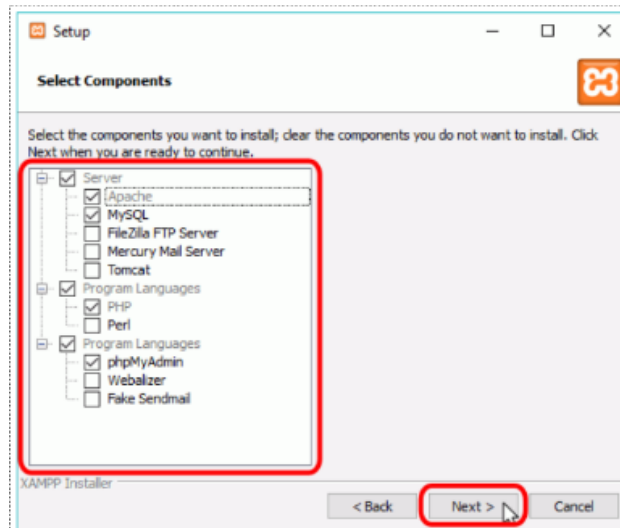 Setup
Select Components
Select the components you want to install; clear the components you do not want to install. Click
Next when you are ready to continue.
Server
Apache
MySQL
FileZilla FTP Server
Mercury Mail Server
Tomcat
Program Languages
PHP
Perl
Program Languages
phpMyAdmin
Webalizer
Fake Sendmail
XAMPP Installer
< Back Next > Cancel